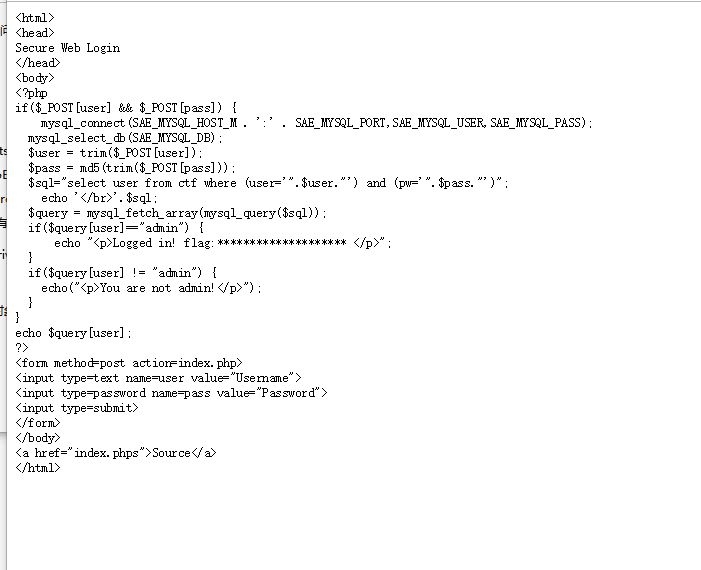 <html>
<head>
Secure Web Login
</head>
<body>
<?php
if($_POST[user] && $_POST[pass]) {
mysql_connect(SAE_MYSQL_HOST_M . ':' . SAE_MYSQL_PORT,SAE_MYSQL_USER,SAE_MYSQL_PASS);
mysql_select_db(SAE_MYSQL_DB);
$user = trim($_POST[user]);
$pass = md5(trim($_POST[pass]));
$sql="select user from ctf where (user='".$user."') and (pw='".$pass."')";
echo '</br>'.$sql;
$query = mysql_fetch_array(mysql_query($sql));
if($query[user]=="admin") {
echo "<p>Logged in! flag:******************** </p>";
}
if($query[user] != "admin") {
echo("<p>You are not admin!</p>");
}
}
echo $query[user];
?>
<form method=post action=index.php>
<input type=text name=user value="Username">
<input type=password name=pass value="Password">
<input type=submit>
</form>
</body>
<a href="index.phps">Source</a>
</html>